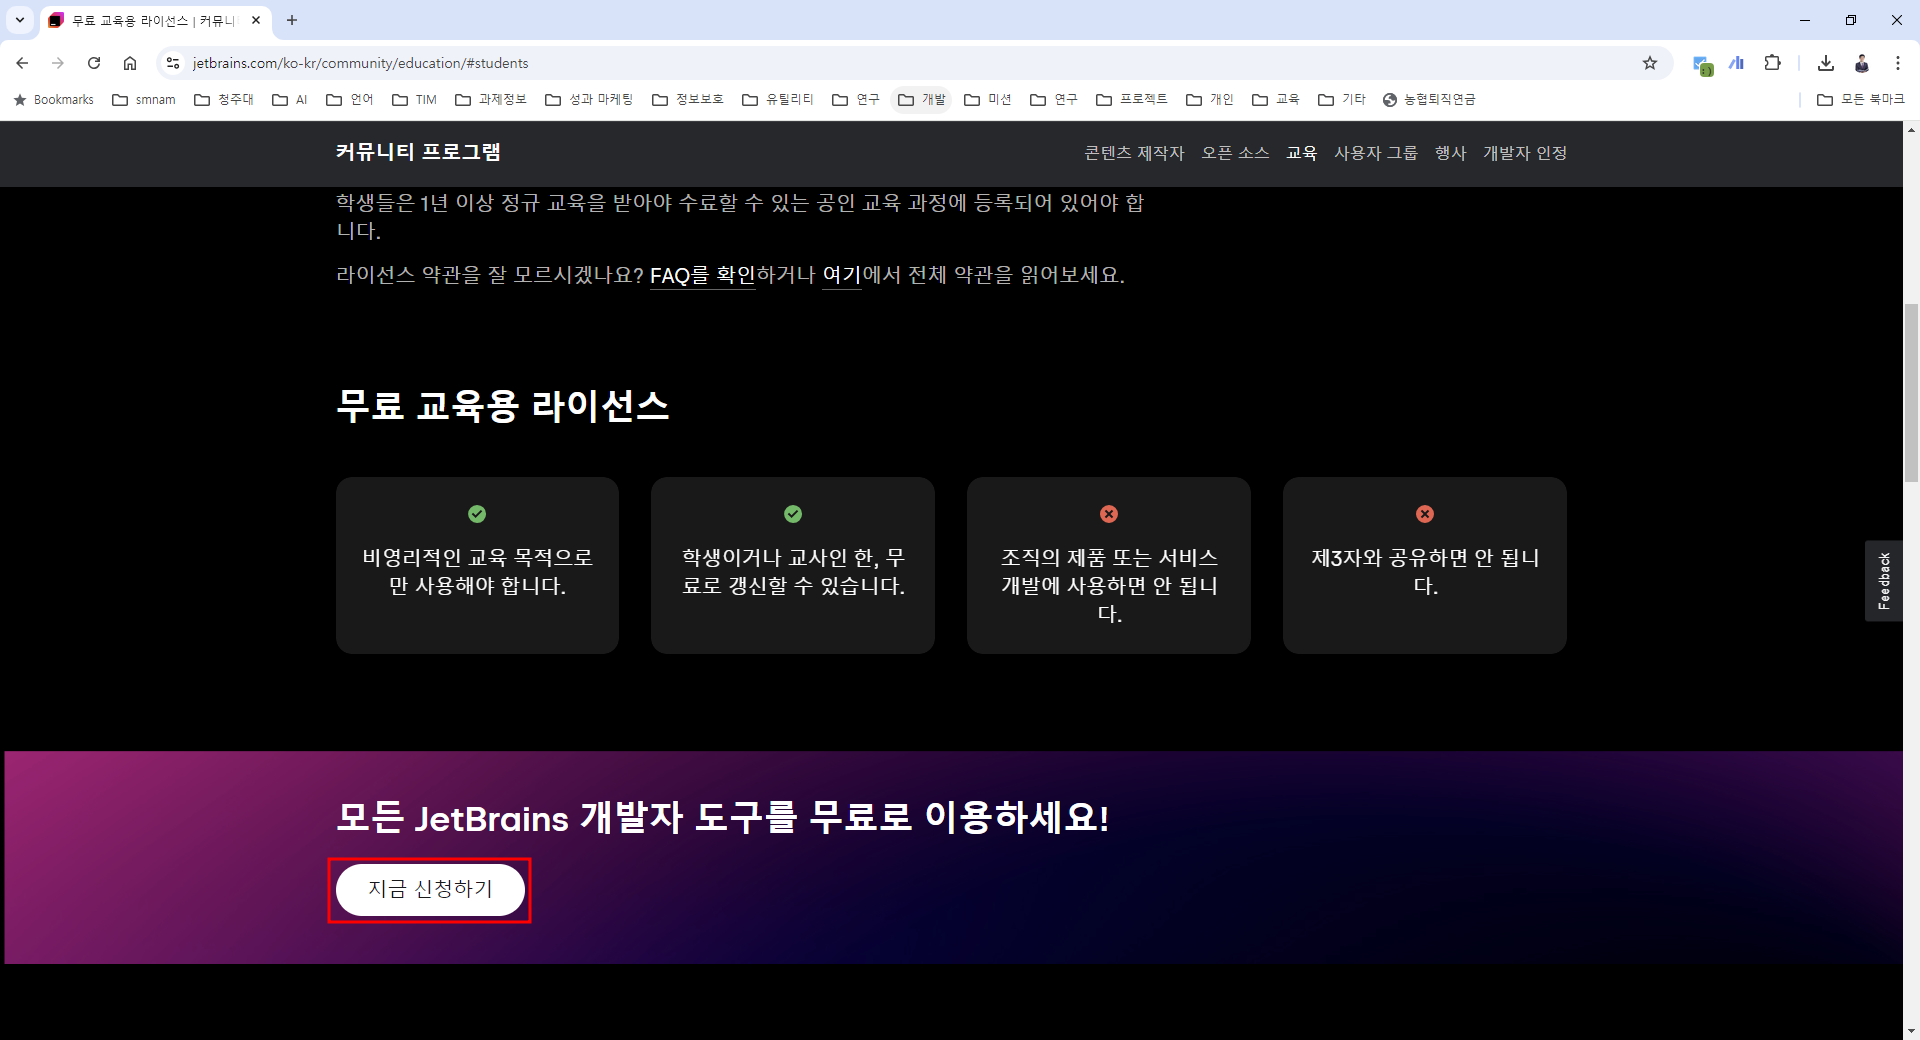 무료 교육용 라이선스 | 커뮤니
jetbrains.com/ko-kr/community/education/#students
Bookmarks smnam 청주대 AI 언어 TIM 과제정보 성과 마케팅 정보보호 유틸리티 연구 개발 미션 연구 프로젝트 개인 교육 기타 농협퇴직연금 모든 북마크
커뮤니티 프로그램 콘텐츠 제작자 오픈 소스 교육 사용자 그룹 행사 개발자 인정
학생들은 1년 이상 정규 교육을 받아야 수료할 수 있는 공인 교육 과정에 등록되어 있어야 합
니다.
라이선스 약관을 잘 모르시겠나요? FAQ를 확인하거나 여기에서 전체 약관을 읽어보세요.
무료 교육용 라이선스
비영리적인 교육 목적으로
만 사용해야 합니다.
학생이거나 교사인 한, 무
료로 갱신할 수 있습니다.
조직의 제품 또는 서비스
개발에 사용하면 안 됩니
다.
제3자와 공유하면 안 됩니
다.
Feedback
모든 JetBrains 개발자 도구를 무료로 이용하세요!
지금 신청하기